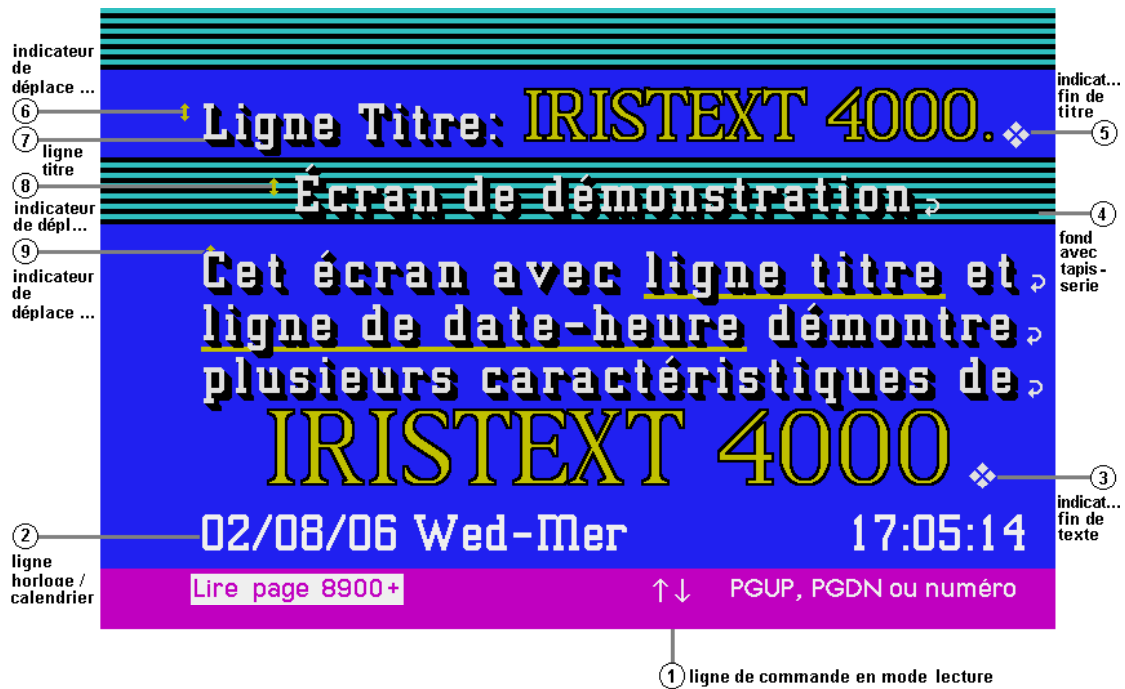 indicateur
de
déplace ...
6
7
ligne
titre
8
indicateur
de dépl...
9
indicateur
de
déplace ...
2
ligne
horloge /
calendrier
Ligne Titre: IRISTEXT 4000.
Écran de démonstration
Cet écran avec ligne titre et
ligne de date-heure démontre
plusieurs caractéristiques de
IRISTEXT 4000
02/08/06 Wed-Mer 17:05:14
Lire page 8900+ ↑↓ PGUP, PGDN ou numéro
indicat...
fin de
titre
5
4
fond
avec
tapis-
serie
3
indicat...
fin de
texte
1 ligne de commande en mode lecture